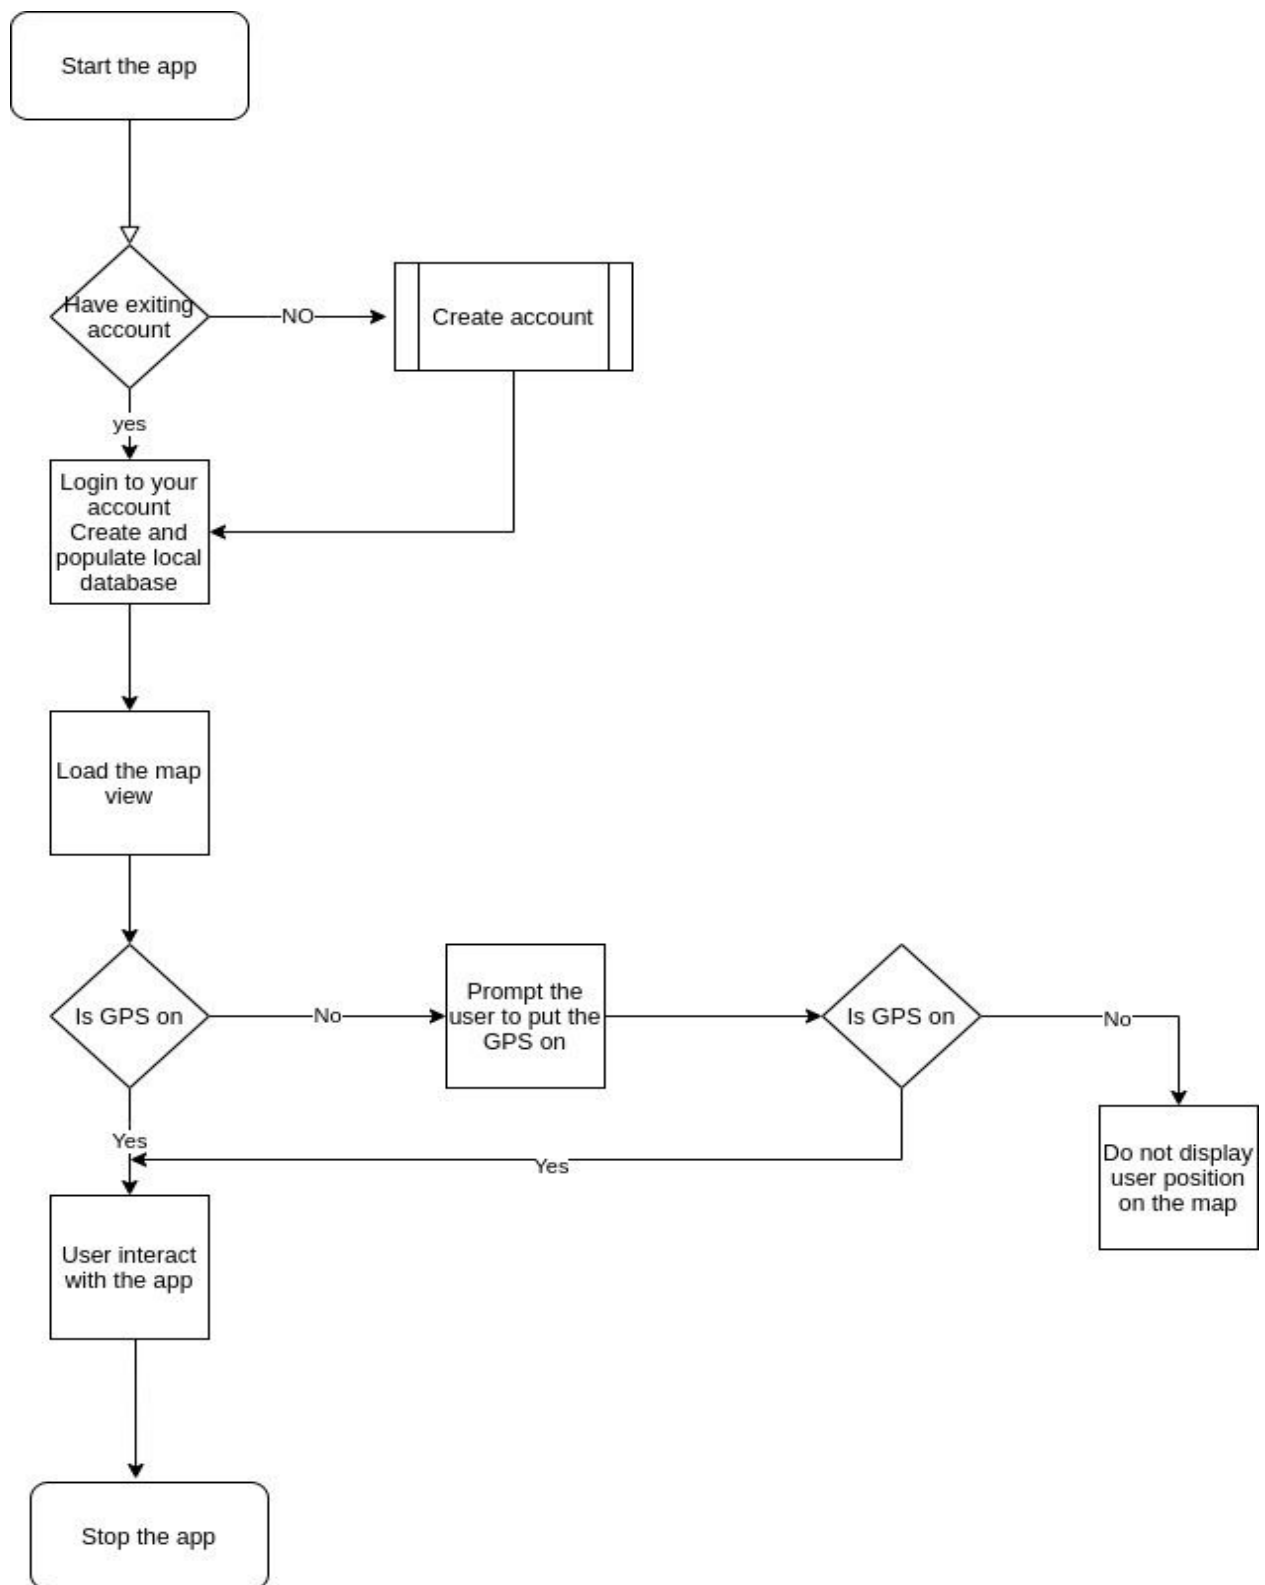 Start the app
Have exiting
account
NO
Create account
yes
Login to your
account
Create and
populate local
database
Load the map
view
Is GPS on
No
Prompt the
user to put the
GPS on
Is GPS on
No
Yes
Yes
Do not display
user position
on the map
User interact
with the app
Stop the app